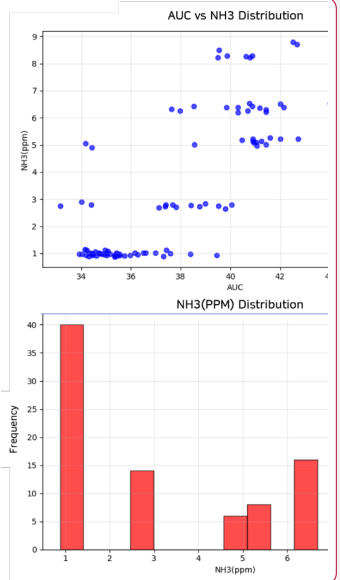 AUC vs NH3 Distribution
9
8
7
6
5
4
3
2
1
NH3(ppm)
34 36 38 40 42 4
AUC
NH3(PPM) Distribution
40
35
30
25
20
15
10
5
0
Frequency
1 2 3 4 5 6
NH3(ppm)